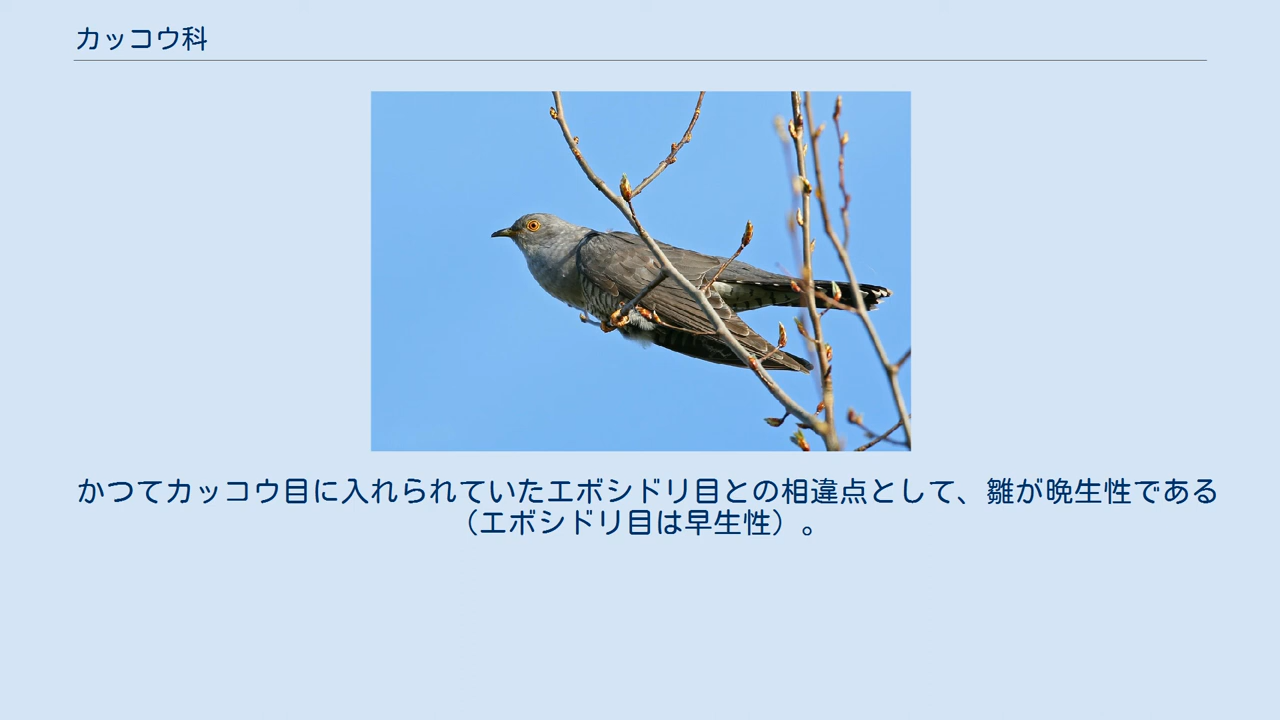 カッコウ科
かつてカッコウ目に入れられていたエボシドリ目との相違点として、雛が晩生性である
（エボシドリ目は早生性）。